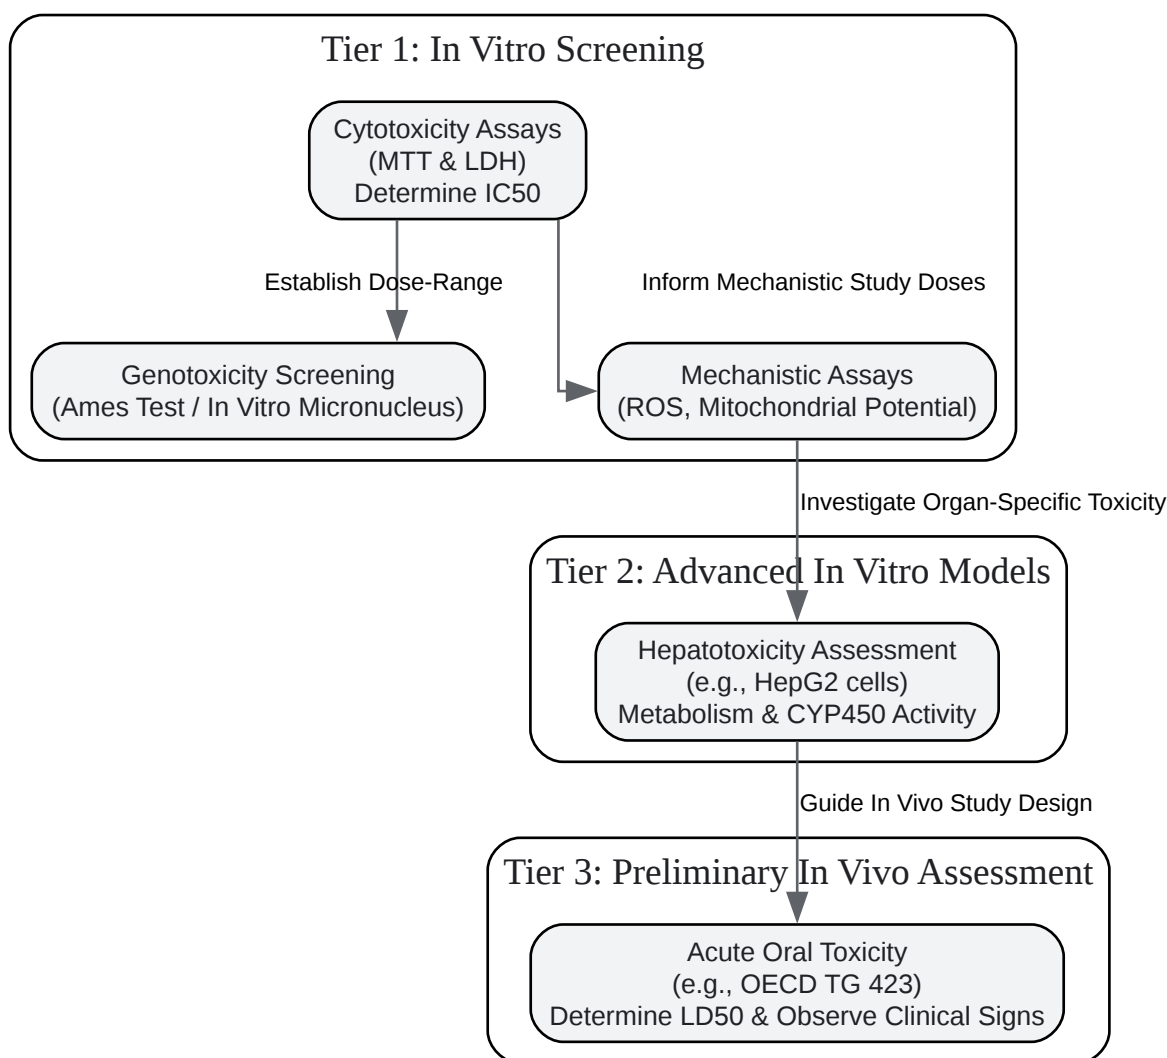 Tier 1: In Vitro Screening
Cytotoxicity Assays
(MTT & LDH)
Determine IC50
Establish Dose-Range
Inform Mechanistic Study Doses
Genotoxicity Screening
(Ames Test / In Vitro Micronucleus)
Mechanistic Assays
(ROS, Mitochondrial Potential)
Investigate Organ-Specific Toxicity
Tier 2: Advanced In Vitro Models
Hepatotoxicity Assessment
(e.g., HepG2 cells)
Metabolism & CYP450 Activity
Guide In Vivo Study Design
Tier 3: Preliminary In Vivo Assessment
Acute Oral Toxicity
(e.g., OECD TG 423)
Determine LD50 & Observe Clinical Signs